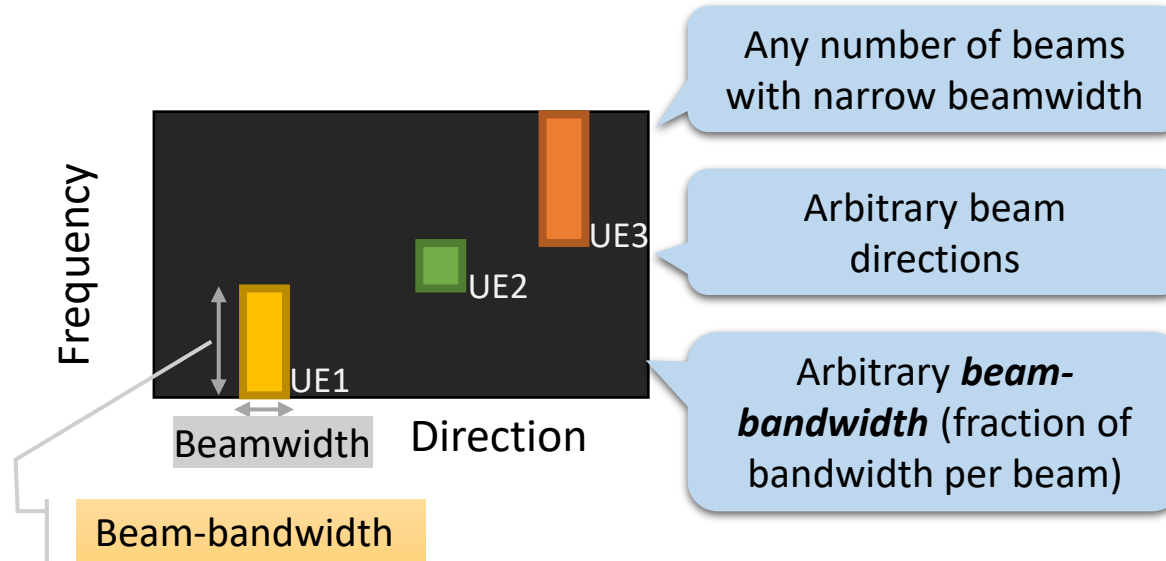 Any number of beams
with narrow beamwidth
Frequency
UE3
UE2
UE1
Arbitrary beam
directions
Beamwidth
Direction
Arbitrary beam-
bandwidth (fraction of
bandwidth per beam)
Beam-bandwidth